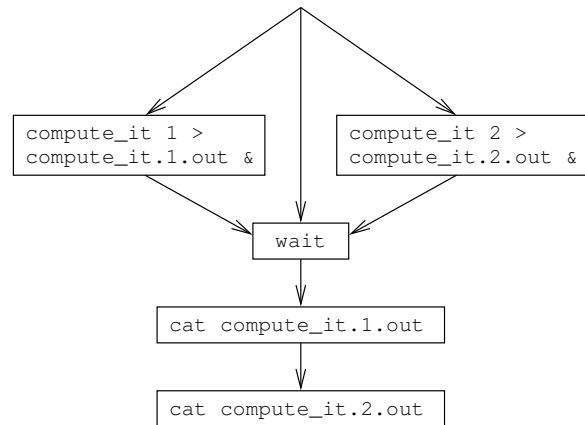 compute_it 1 >
compute_it.1.out &
compute_it 2 >
compute_it.2.out &
wait
cat compute_it.1.out
cat compute_it.2.out